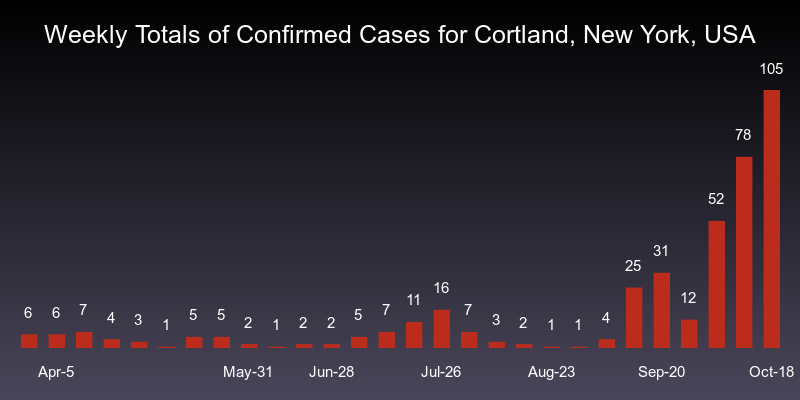 Weekly Totals of Confirmed Cases for Cortland, New York, USA
6 6 7 4 3 1 5 5 2 1 2 2 5 7 11 16 7 3 2 1 1 4 25 31 12 52 78 105
Apr-5 May-31 Jun-28 Jul-26 Aug-23 Sep-20 Oct-18